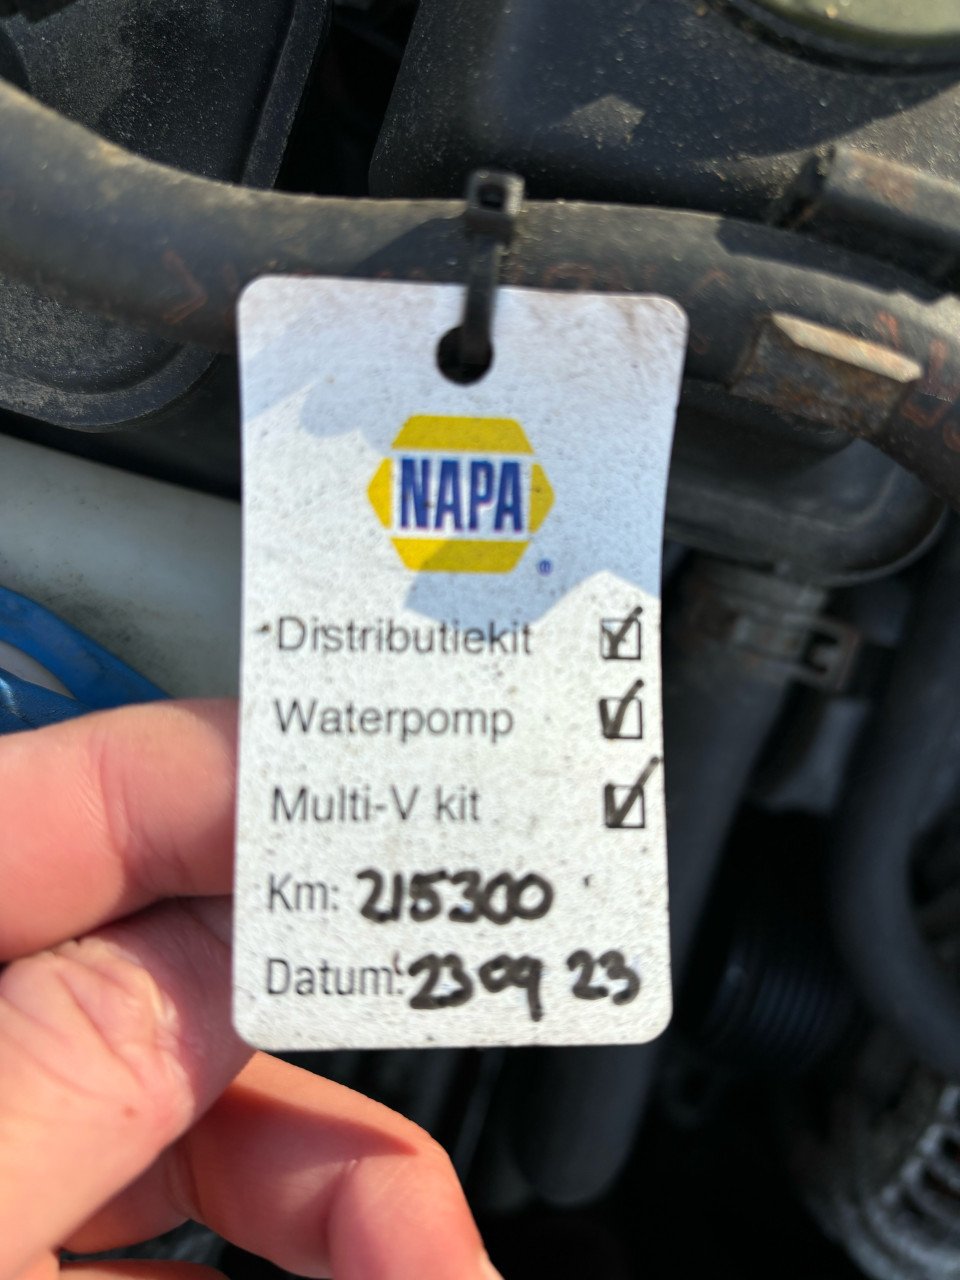 NAPA
®
Distributiekit
Waterpomp
Multi-V kit
Km: 215300
Datum: 23 09 23